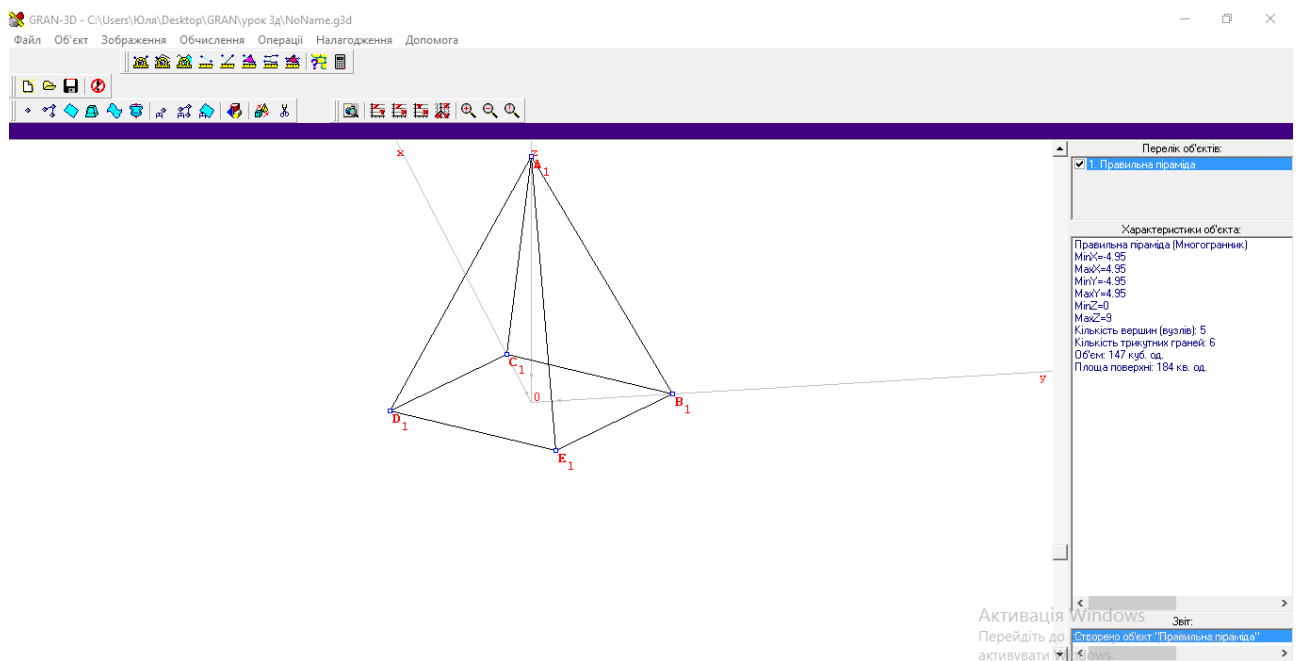 GRAN-3D - C:\Users\Юля\Desktop\GRAN\урок 3д\NoName.g3d
Файл Об'єкт Зображення Обчислення Операції Налагодження Допомога
Перелік об'єктів:
1. Правильна піраміда
Характеристики об'єкта:
Правильна піраміда (Многогранник)
MinX=-4.95
MaxX=4.95
MinY=-4.95
MaxY=4.95
MinZ=0
MaxZ=9
Кількість вершин (вузлів): 5
Кількість трикутних граней: 6
Об'єм: 147 куб. од.
Площа поверхні: 184 кв. од.
x
z
A1
C1
0
B1
y
D1
E1
Активація Windows
Перейдіть до
активувати Windows.
Звіт:
Створено об'єкт "Правильна піраміда"